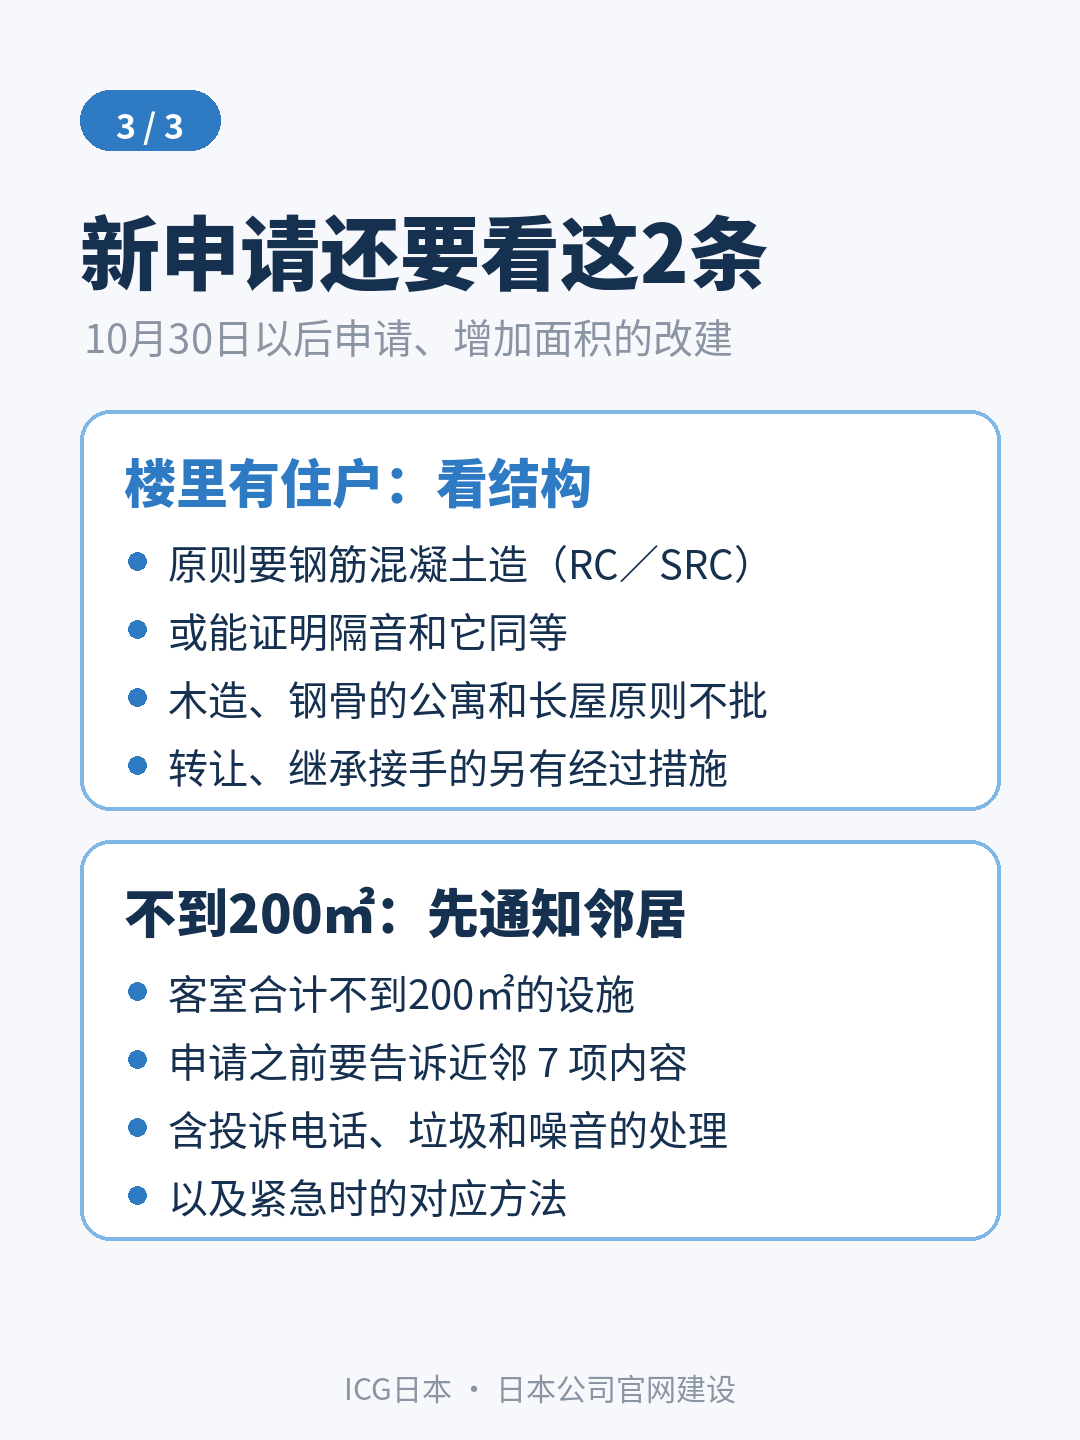 3 / 3
新申请还要看这2条
10月30日以后申请、增加面积的改建
楼里有住户：看结构
原则要钢筋混凝土造（RC／SRC）
或能证明隔音和它同等
木造、钢骨的公寓和长屋原则不批
转让、继承接手的另有经过措施
不到200㎡：先通知邻居
客室合计不到200㎡的设施
申请之前要告诉近邻 7 项内容
含投诉电话、垃圾和噪音的处理
以及紧急时的对应方法
ICG日本 · 日本公司官网建设